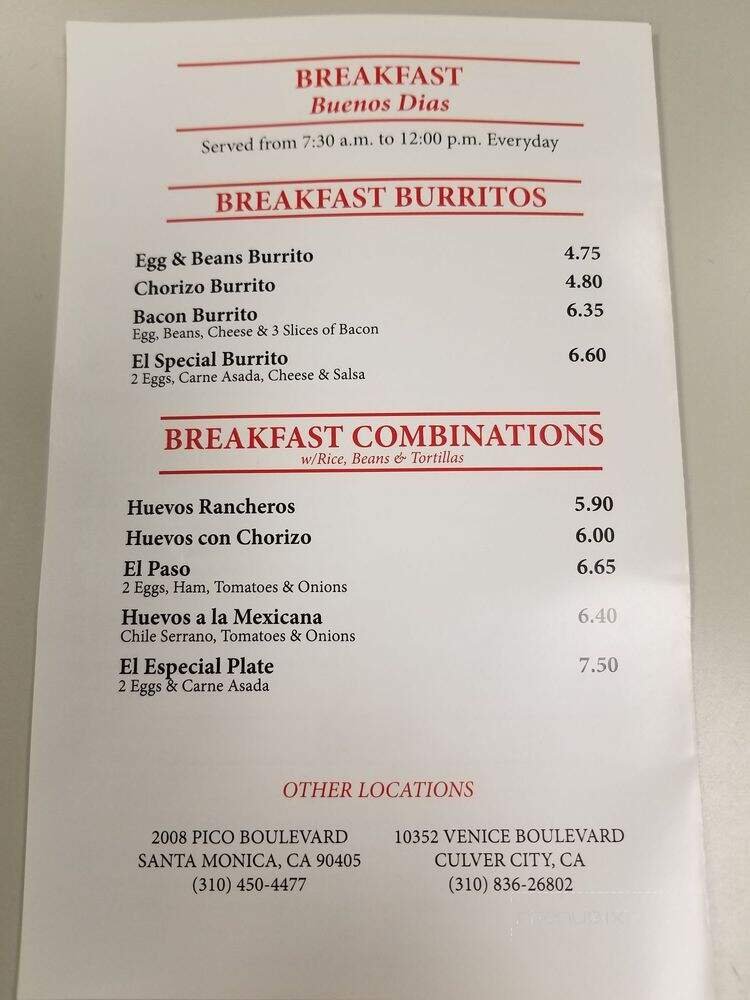 BREAKFAST
Buenos Dias
Served from 7:30 a.m. to 12:00 p.m. Everyday
BREAKFAST BURRITOS
Egg & Beans Burrito 4.75
Chorizo Burrito 4.80
Bacon Burrito 6.35
Egg, Beans, Cheese & 3 Slices of Bacon
El Special Burrito 6.60
2 Eggs, Carne Asada, Cheese & Salsa
BREAKFAST COMBINATIONS
w/Rice, Beans & Tortillas
Huevos Rancheros 5.90
Huevos con Chorizo 6.00
El Paso 6.65
2 Eggs, Ham, Tomatoes & Onions
Huevos a la Mexicana 6.40
Chile Serrano, Tomatoes & Onions
El Especial Plate 7.50
2 Eggs & Carne Asada
OTHER LOCATIONS
2008 PICO BOULEVARD 10352 VENICE BOULEVARD
SANTA MONICA, CA 90405 CULVER CITY, CA
(310) 450-4477 (310) 836-26802